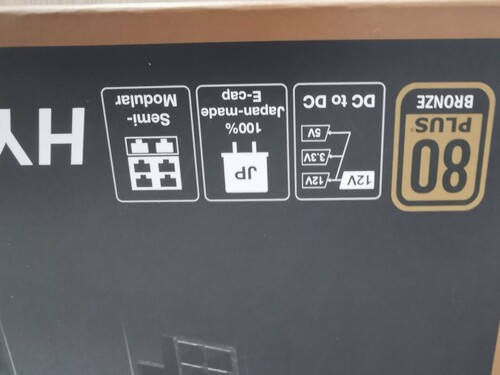 80
PLUS®
BRONZE
12V
12V
3.3V
5V
DC to DC
JP
100%
Japan-made
E-cap
Semi-
Modular
HY